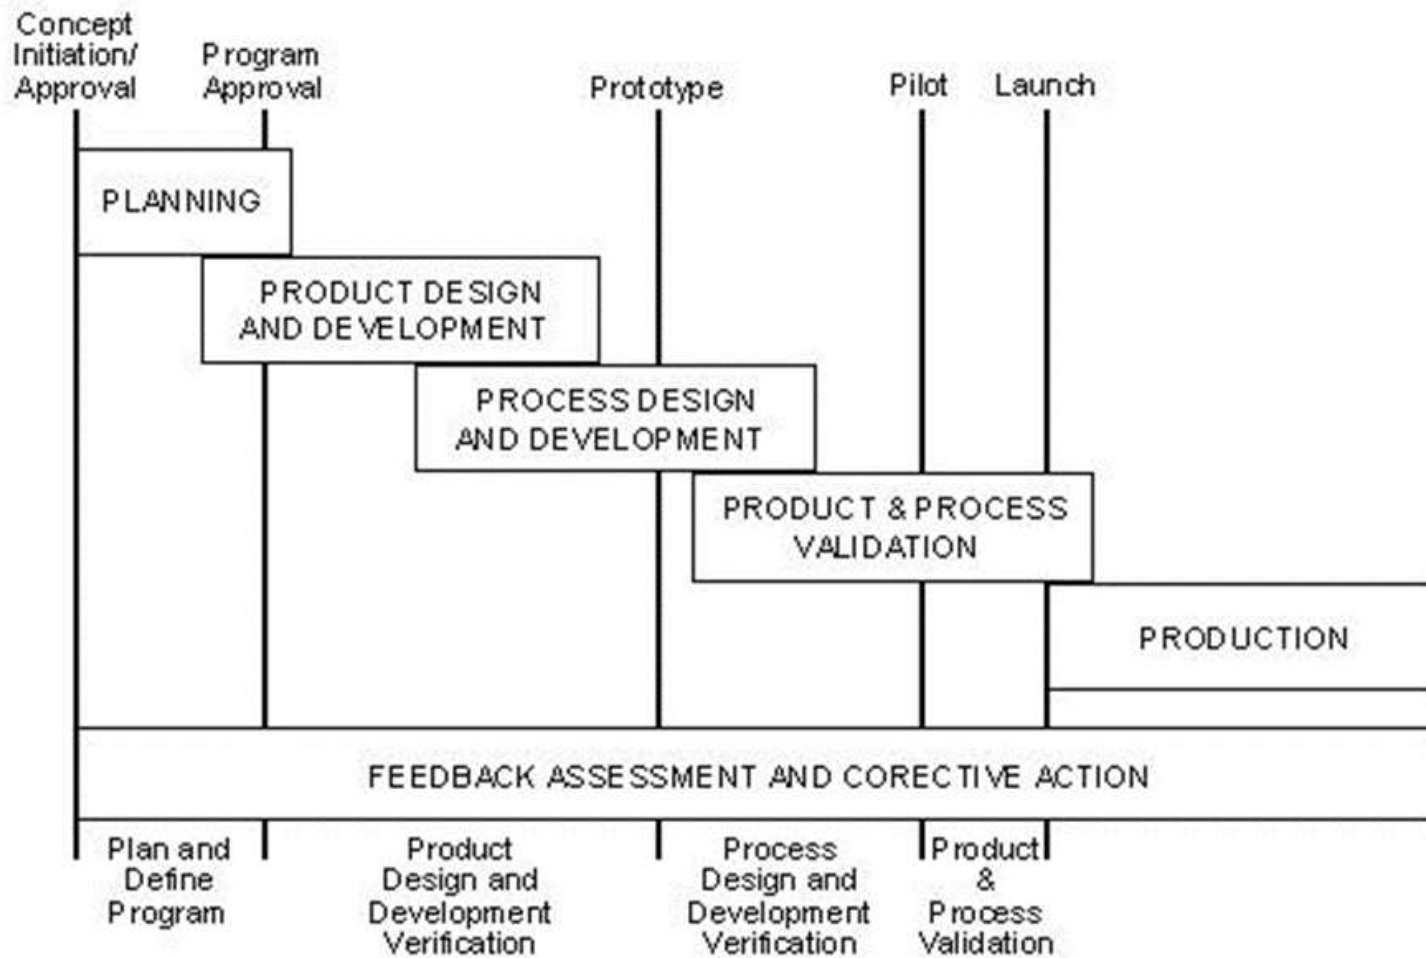 Concept
Initiation/
Approval
Program
Approval
Prototype
Pilot
Launch
PLANNING
PRODUCT DESIGN
AND DEVELOPMENT
PROCESS DESIGN
AND DEVELOPMENT
PRODUCT & PROCESS
VALIDATION
PRODUCTION
FEEDBACK ASSESSMENT AND CORECTIVE ACTION
Plan and
Define
Program
Product
Design and
Development
Verification
Process
Design and
Development
Verification
Product
&
Process
Validation